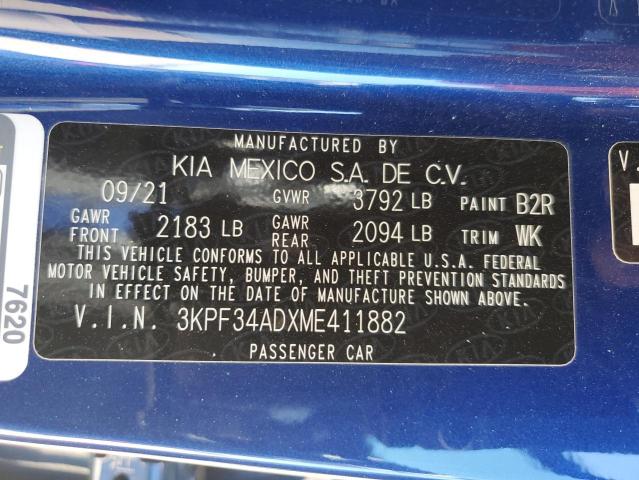 MANUFACTURED BY
KIA MEXICO S.A. DE C.V.
09/21 GVWR 3792 LB PAINT B2R
GAWR FRONT 2183 LB GAWR REAR 2094 LB TRIM WK
THIS VEHICLE CONFORMS TO ALL APPLICABLE U.S.A. FEDERAL
MOTOR VEHICLE SAFETY, BUMPER, AND THEFT PREVENTION STANDARDS
IN EFFECT ON THE DATE OF MANUFACTURE SHOWN ABOVE.
V.I.N. 3KPF34ADXME411882
PASSENGER CAR
7620
V.